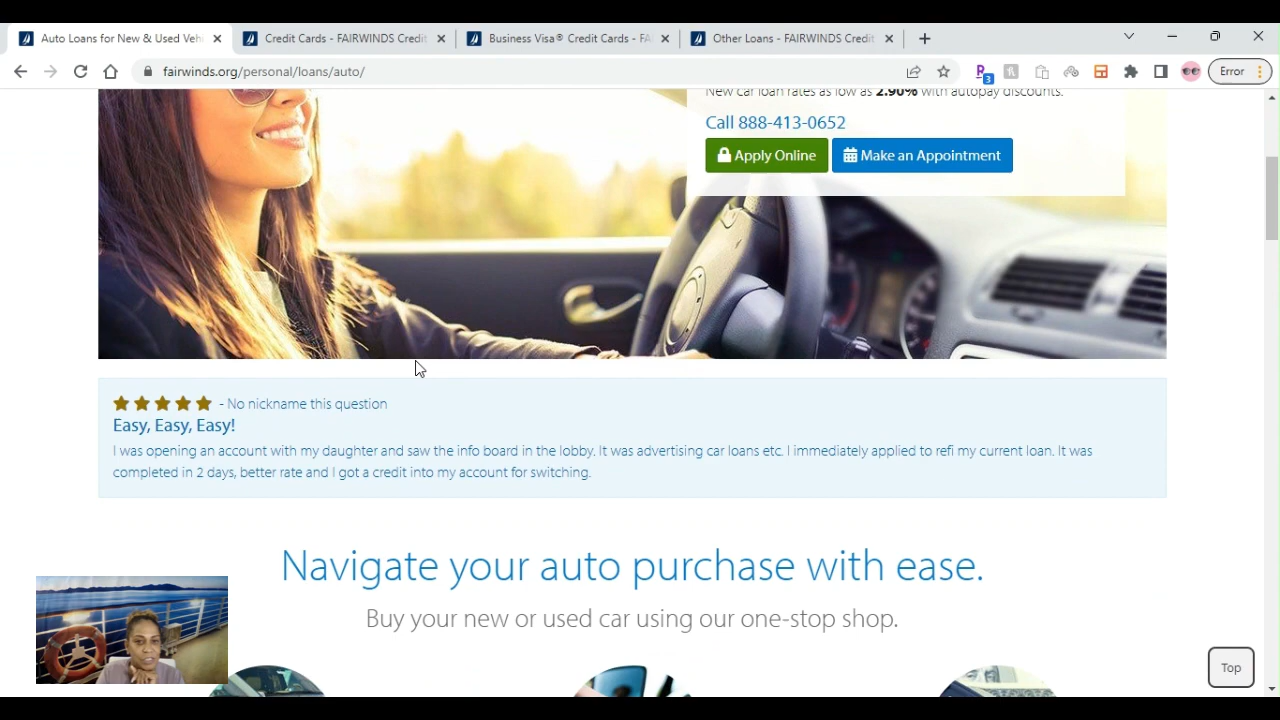 Auto Loans for New & Used Veh
Credit Cards - FAIRWINDS Credit
Business Visa® Credit Cards - FA
Other Loans - FAIRWINDS Credit
fairwinds.org/personal/loans/auto/
3
Error
New car loan rates as low as 2.90% with autopay discounts.
Call 888-413-0652
Apply Online
Make an Appointment
- No nickname this question
Easy, Easy, Easy!
I was opening an account with my daughter and saw the info board in the lobby. It was advertising car loans etc. I immediately applied to refi my current loan. It was
completed in 2 days, better rate and I got a credit into my account for switching.
Navigate your auto purchase with ease.
Buy your new or used car using our one-stop shop.
Top